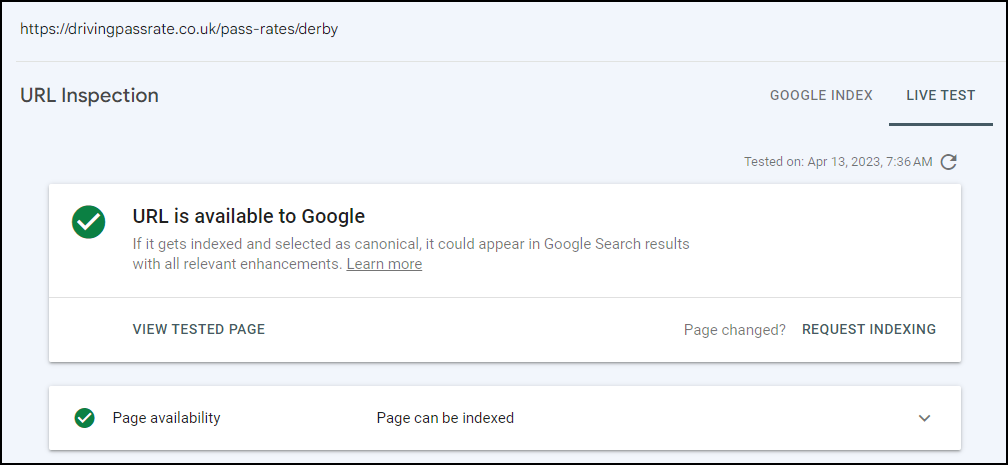 https://drivingpassrate.co.uk/pass-rates/derby
URL Inspection
GOOGLE INDEX
LIVE TEST
Tested on: Apr 13, 2023, 7:36 AM
URL is available to Google
If it gets indexed and selected as canonical, it could appear in Google Search results
with all relevant enhancements. Learn more
VIEW TESTED PAGE
Page changed?
REQUEST INDEXING
Page availability
Page can be indexed